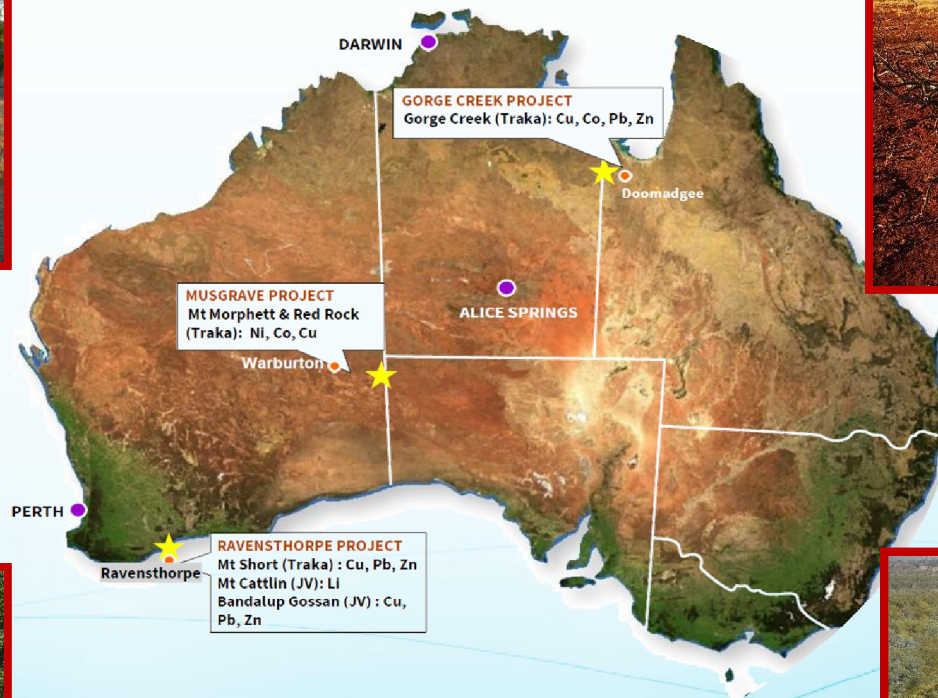 DARWIN
GORGE CREEK PROJECT
Gorge Creek (Traka): Cu, Co, Pb, Zn
Doomadgee
MUSGRAVE PROJECT
Mt Morphett & Red Rock
(Traka): Ni, Co, Cu
ALICE SPRINGS
Warburton
PERTH
RAVENSTHORPE PROJECT
Mt Short (Traka) : Cu, Pb, Zn
Mt Cattlin (JV): Li
Bandalup Gossan (JV) : Cu,
Pb, Zn
Ravensthorpe